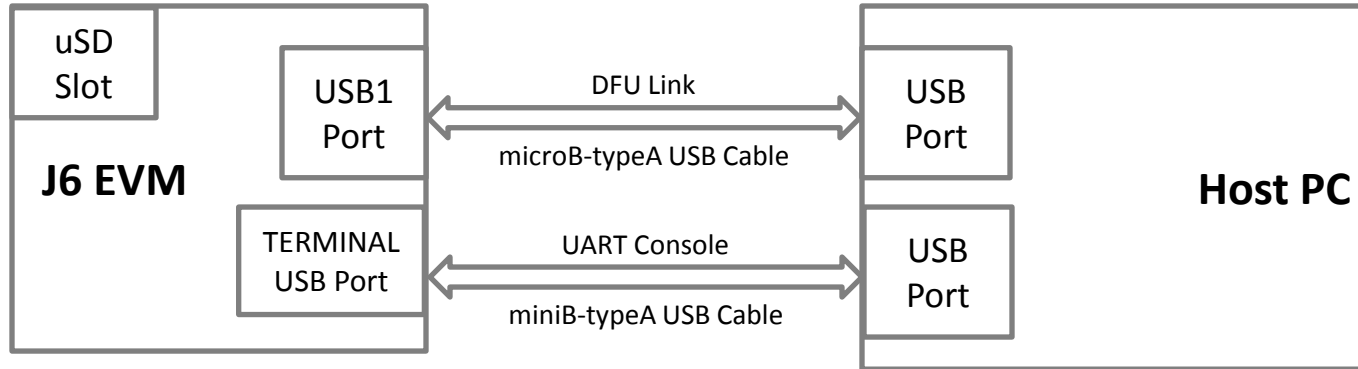 uSD
Slot
USB1
Port
J6 EVM
TERMINAL
USB Port
DFU Link
microB-typeA USB Cable
UART Console
miniB-typeA USB Cable
USB
Port
USB
Port
Host PC